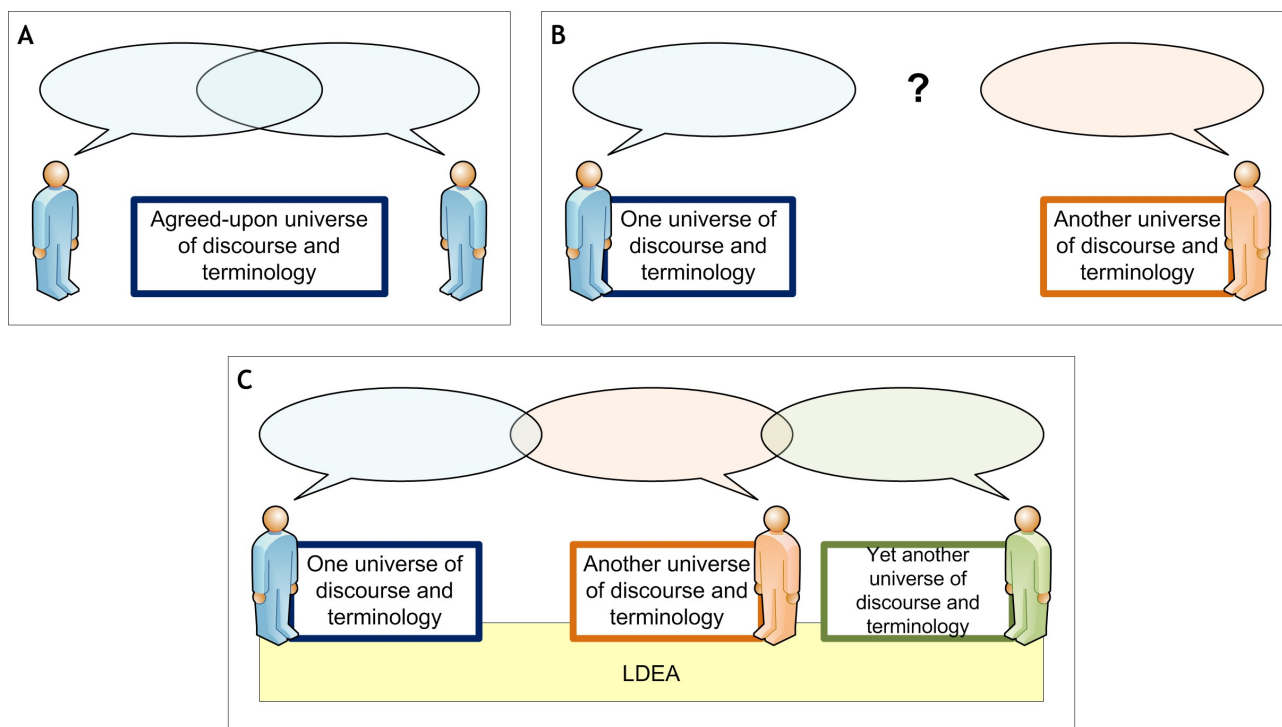 A
Agreed-upon universe
of discourse and
terminology
B
?
One universe of
discourse and
terminology
Another universe
of discourse and
terminology
C
One universe of
discourse and
terminology
Another universe
of discourse and
terminology
Yet another
universe of
discourse and
terminology
LDEA